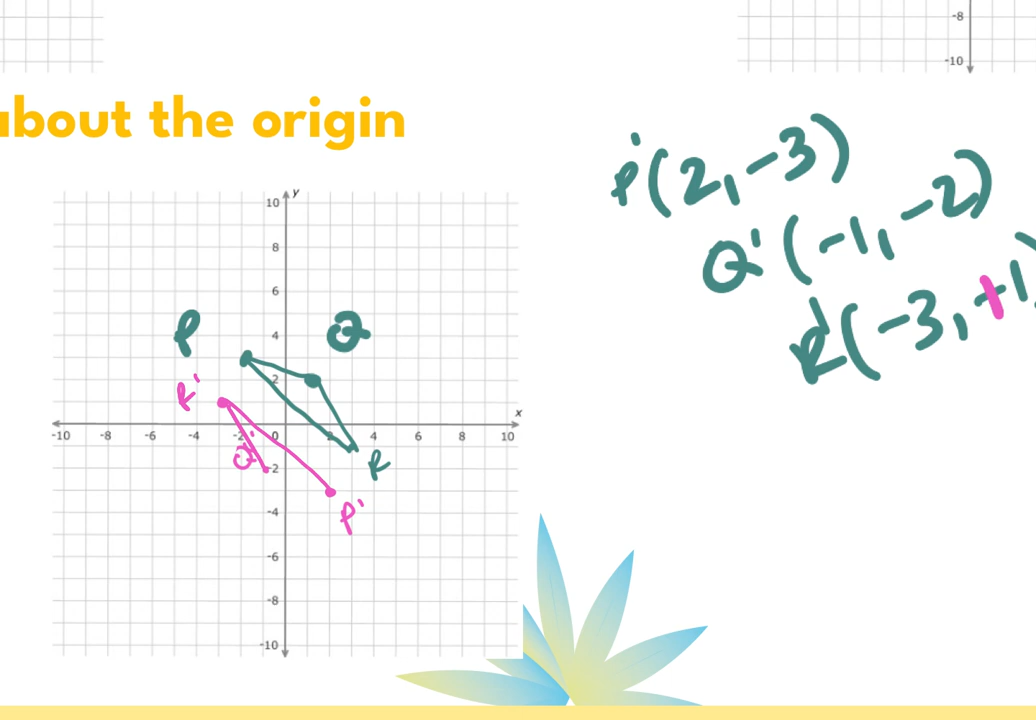 -8
-10
about the origin
P'(2,-3)
Q'(-1,-2)
R'(-3,+1)
y
10
8
6
P
4
Q
2
R'
x
-10 -8 -6 -4 -2 0 2 4 6 8 10
Q'
R
-2
-4
P'
-6
-8
-10